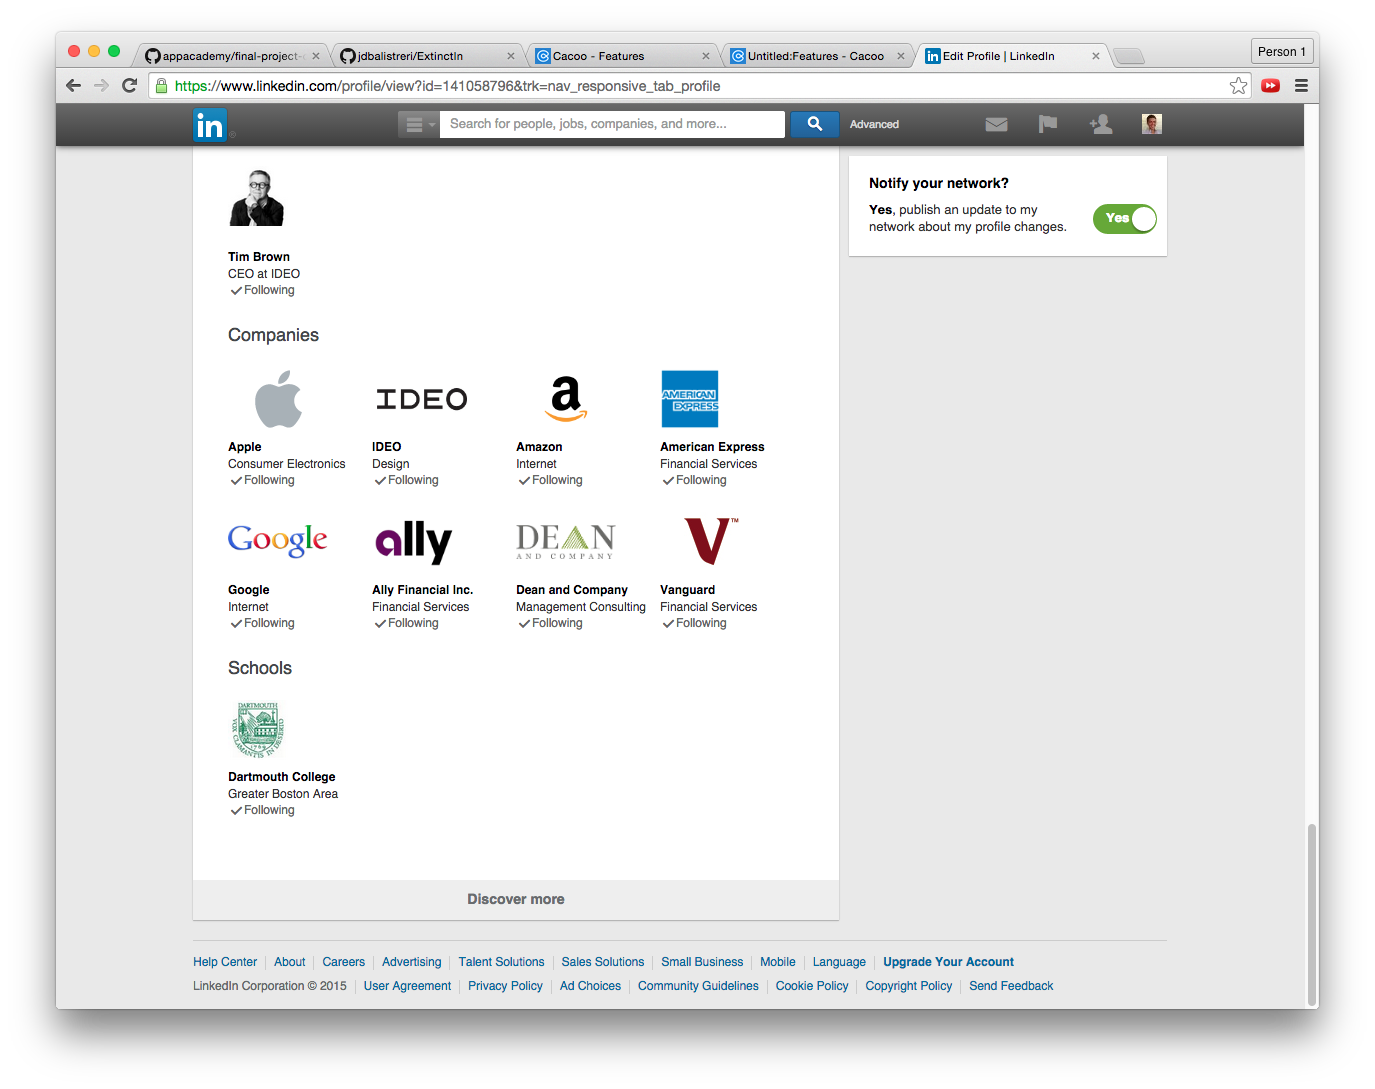 appacademy/final-project-
jdbalistreri/ExtinctIn
Cacoo - Features
Untitled:Features - Cacoo
Edit Profile | LinkedIn
Person 1
https://www.linkedin.com/profile/view?id=141058796&trk=nav_responsive_tab_profile
in
Search for people, jobs, companies, and more...
Advanced
Notify your network?
Yes, publish an update to my
network about my profile changes.
Yes
Tim Brown
CEO at IDEO
Following
Companies
IDEO
a
AMERICAN
EXPRESS
Apple
Consumer Electronics
Following
IDEO
Design
Following
Amazon
Internet
Following
American Express
Financial Services
Following
Google
ally
DEAN
AND COMPANY
V™
Google
Internet
Following
Ally Financial Inc.
Financial Services
Following
Dean and Company
Management Consulting
Following
Vanguard
Financial Services
Following
Schools
DARTMOUTH
VOX CLAMANTIS IN DESERTO
1769
Dartmouth College
Greater Boston Area
Following
Discover more
Help Center About Careers Advertising Talent Solutions Sales Solutions Small Business Mobile Language Upgrade Your Account
LinkedIn Corporation © 2015 User Agreement Privacy Policy Ad Choices Community Guidelines Cookie Policy Copyright Policy Send Feedback